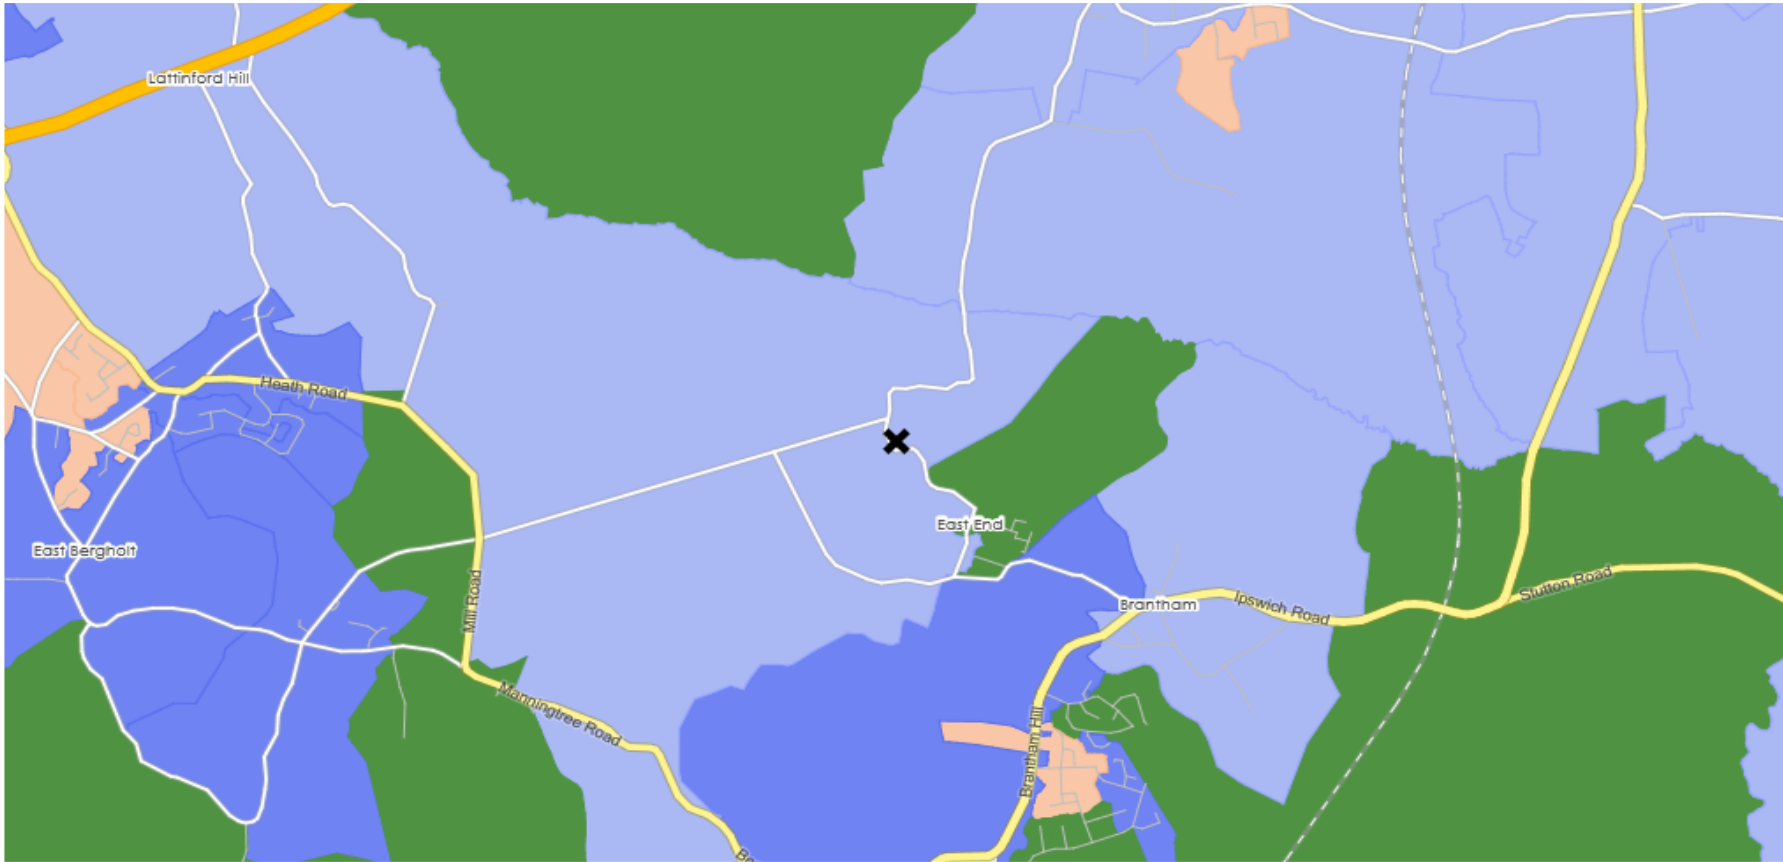 Lattinford Hill
Heath Road
East End
East Bergholt
Mill Road
Stutton Road
Brantham
Ipswich Road
Manningtree Road
Brantham Hill